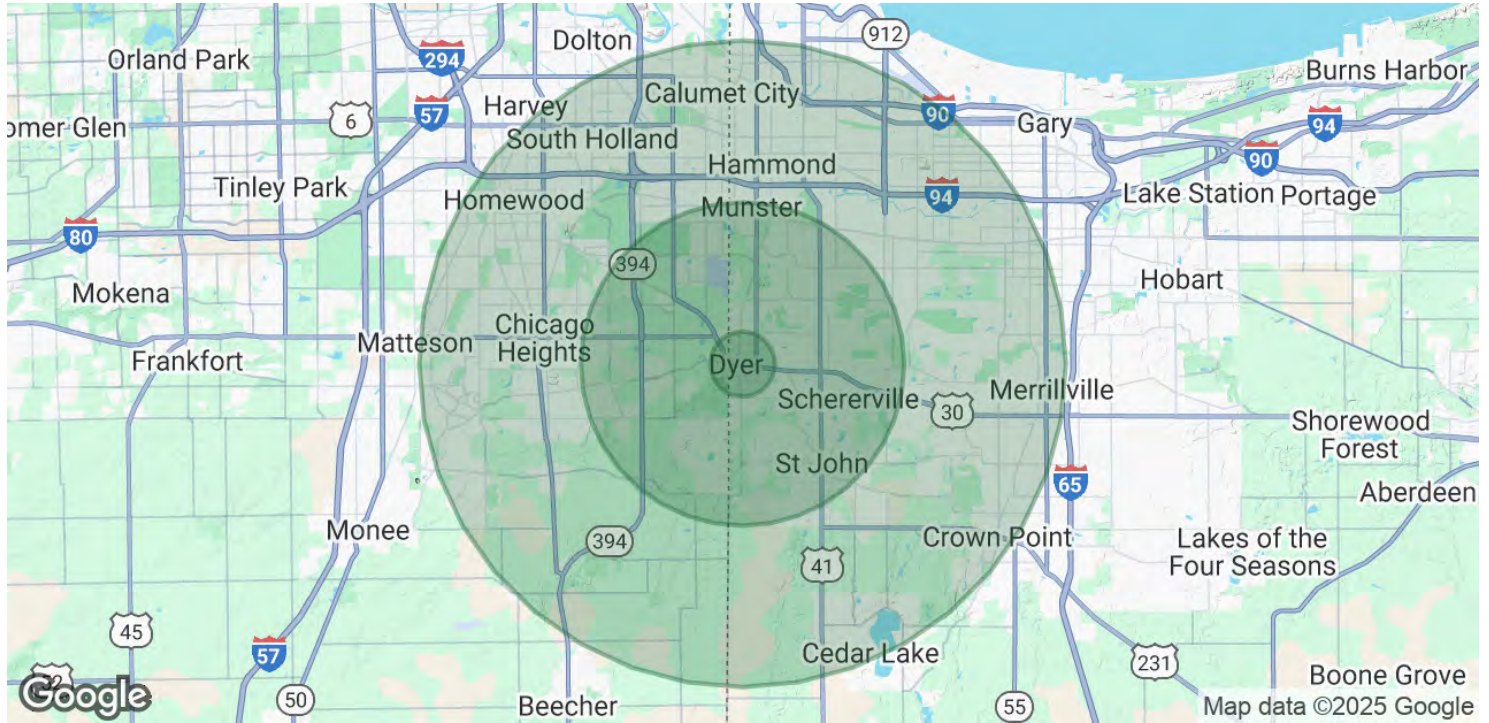 Dolton
912
Orland Park
294
Burns Harbor
Calumet City
6
57
Harvey
90
Gary
94
omer Glen
South Holland
90
Hammond
Tinley Park
Homewood
94
Lake Station
Portage
Munster
80
394
Mokena
Hobart
Matteson
Chicago
Heights
Frankfort
Dyer
Schererville
30
Merrillville
Shorewood
Forest
St John
65
Aberdeen
Monee
394
Crown Point
Lakes of the
Four Seasons
41
45
57
Cedar Lake
231
Boone Grove
Google
50
Beecher
55
Map data ©2025 Google